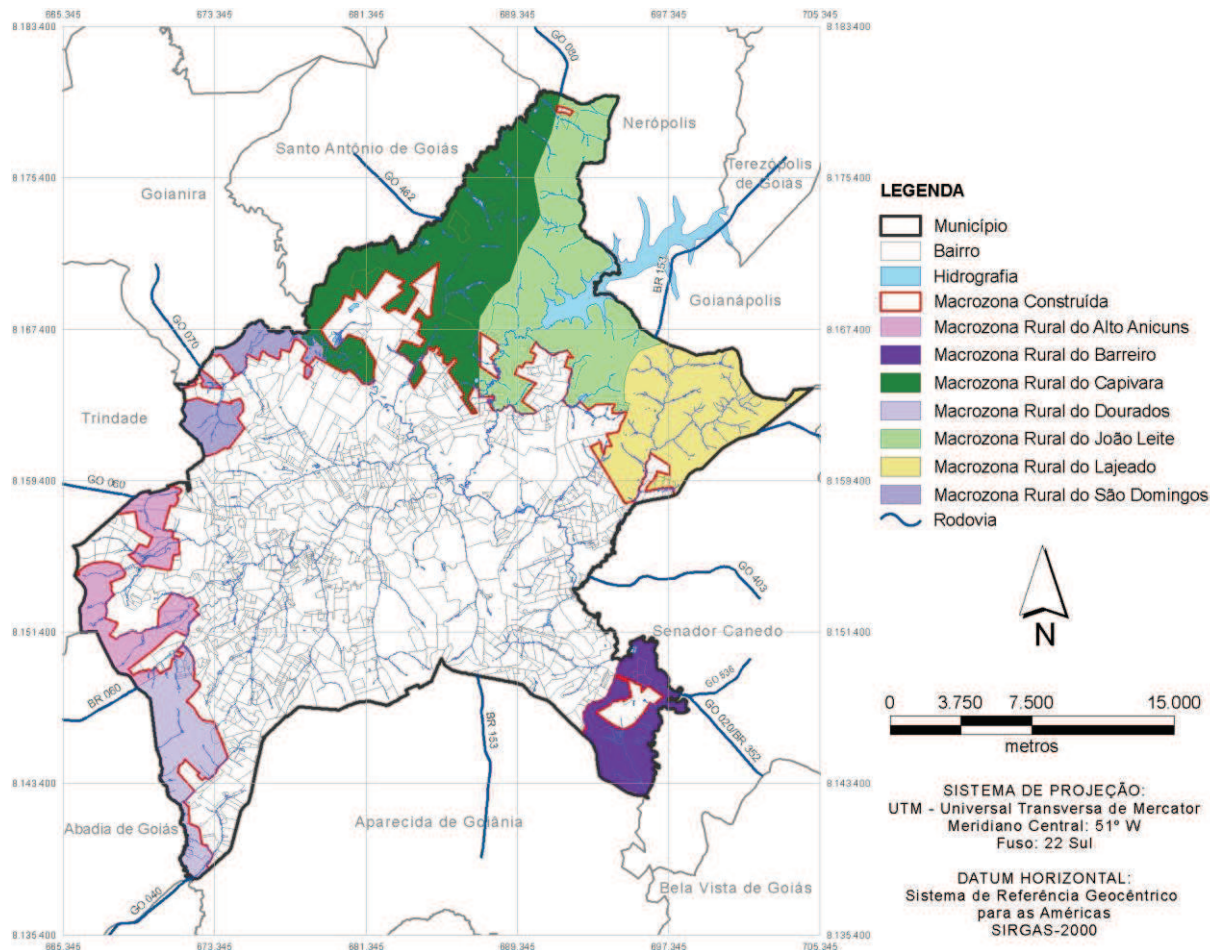 665.345 673.345 681.345 689.345 697.345 705.345
8.183.400 8.183.400
GO 080
Nerópolis
Santo Antônio de Goiás
Terezópolis
de Goiás
8.175.400 8.175.400
Goianira
GO 462
BR 153
Goianápolis
GO 070
8.167.400 8.167.400
Trindade
GO 060
8.159.400 8.159.400
GO 403
8.151.400 8.151.400
Senador Canedo
GO 536
BR 060
GO 020/BR 352
BR 153
8.143.400 8.143.400
Abadia de Goiás
Aparecida de Goiânia
Bela Vista de Goiás
GO 040
8.135.400 8.135.400
665.345 673.345 681.345 689.345 697.345 705.345
LEGENDA
Município
Bairro
Hidrografia
Macrozona Construída
Macrozona Rural do Alto Anicuns
Macrozona Rural do Barreiro
Macrozona Rural do Capivara
Macrozona Rural do Dourados
Macrozona Rural do João Leite
Macrozona Rural do Lajeado
Macrozona Rural do São Domingos
Rodovia
N
0 3.750 7.500 15.000
metros
SISTEMA DE PROJEÇÃO:
UTM - Universal Transversa de Mercator
Meridiano Central: 51º W
Fuso: 22 Sul
DATUM HORIZONTAL:
Sistema de Referência Geocêntrico
para as Américas
SIRGAS-2000